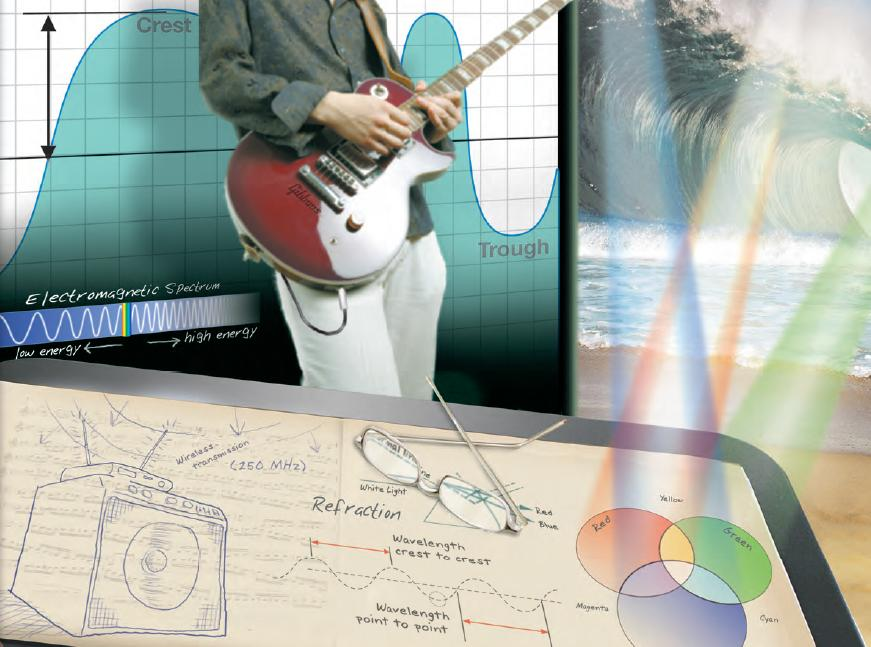 Crest
Gibbons
Trough
Electromagnetic Spectrum
low energy
high energy
Wireless
transmission
(250 MHz)
White Light
Refraction
Red
Blue
Wavelength
crest to crest
Wavelength
point to point
Yellow
Red
Green
Magenta
Cyan